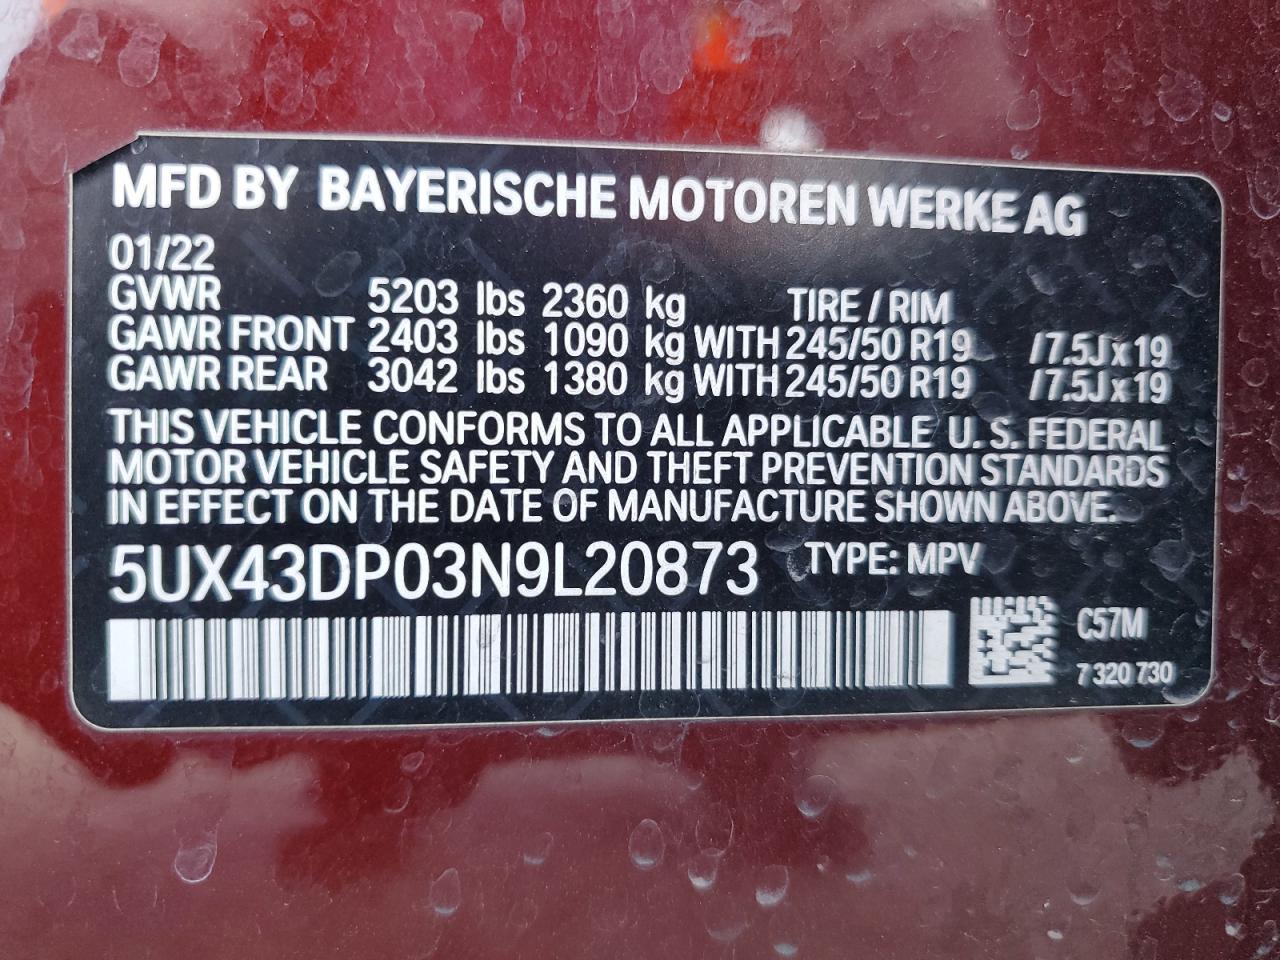 MFD BY BAYERISCHE MOTOREN WERKE AG
01/22
GVWR 5203 lbs 2360 kg TIRE / RIM
GAWR FRONT 2403 lbs 1090 kg WITH 245/50 R19 /7.5J x 19
GAWR REAR 3042 lbs 1380 kg WITH 245/50 R19 /7.5J x 19
THIS VEHICLE CONFORMS TO ALL APPLICABLE U. S. FEDERAL
MOTOR VEHICLE SAFETY AND THEFT PREVENTION STANDARDS
IN EFFECT ON THE DATE OF MANUFACTURE SHOWN ABOVE.
5UX43DP03N9L20873 TYPE: MPV
C57M
7 320 730